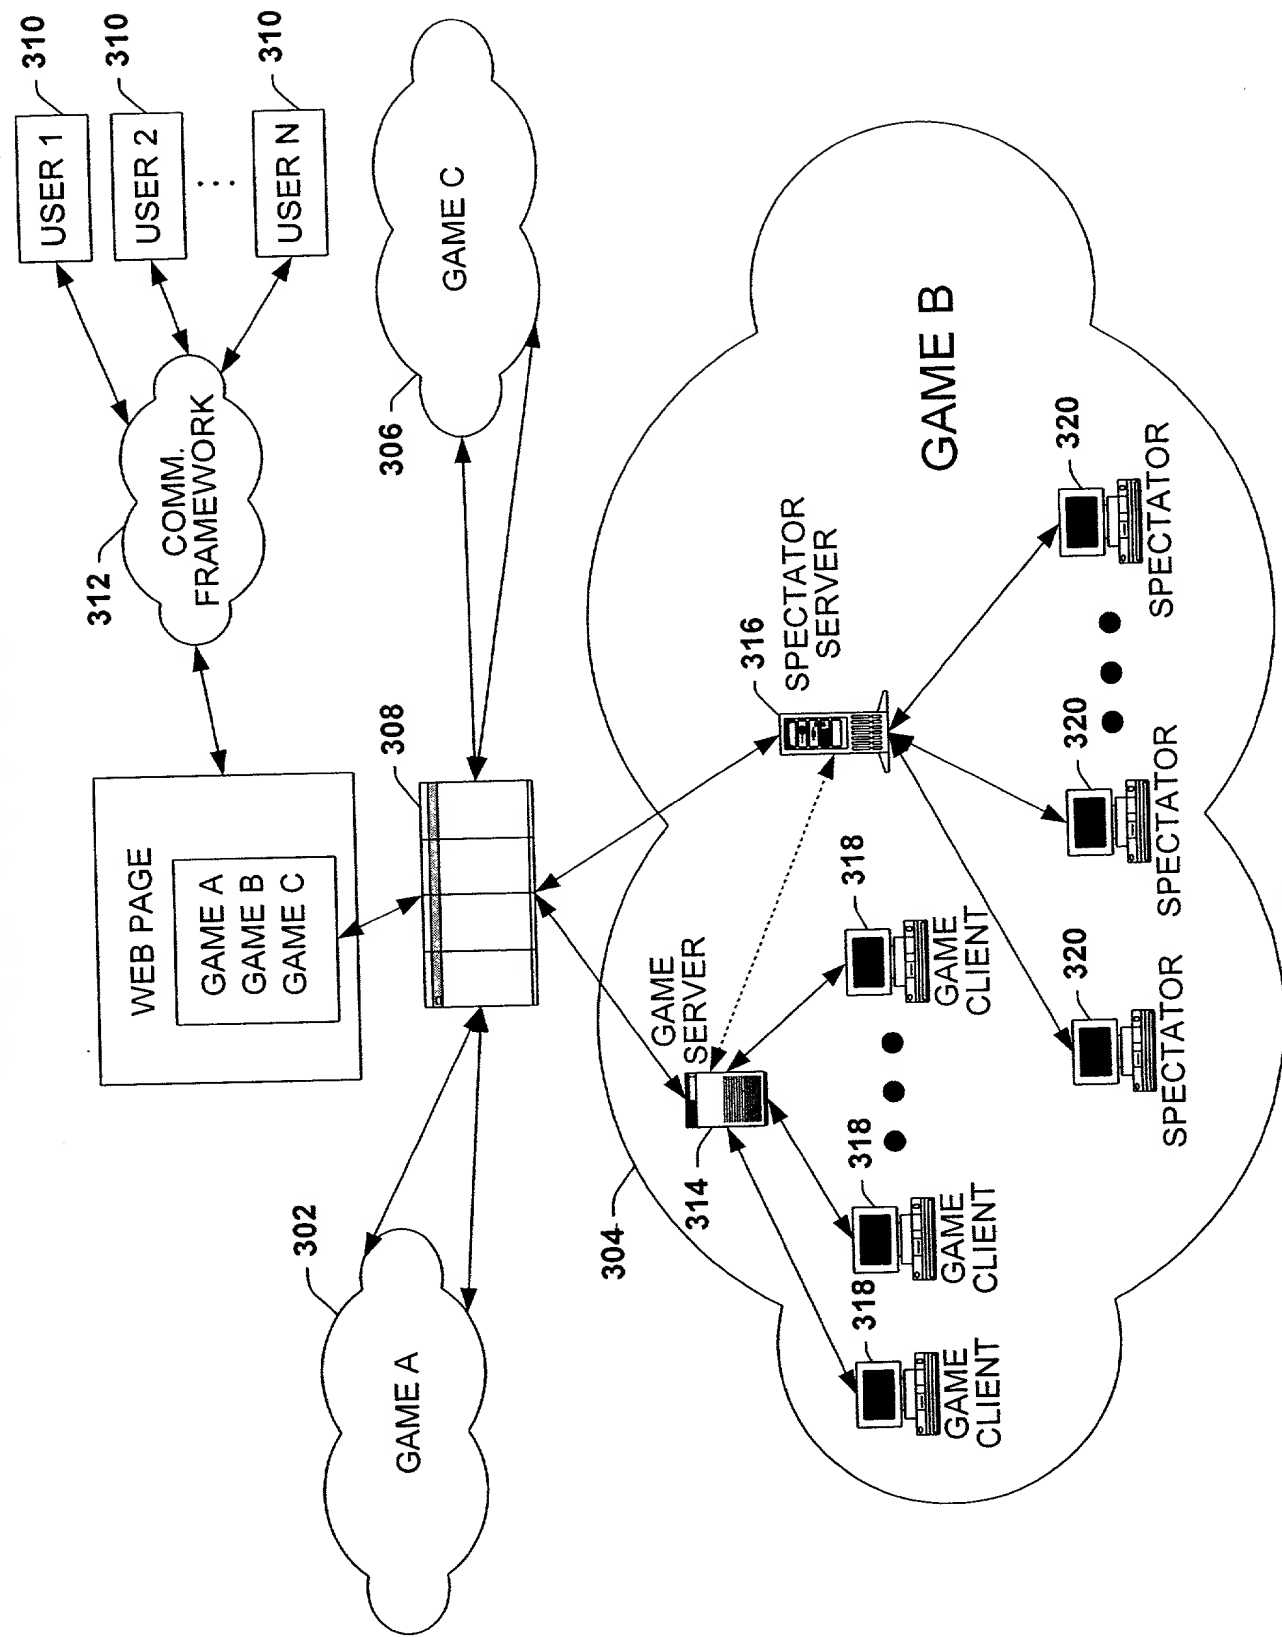 310
310
310
USER 1
USER 2
...
USER N
312
COMM.
FRAMEWORK
WEB PAGE
GAME A
GAME B
GAME C
308
302
GAME A
306
GAME C
304
GAME B
GAME
SERVER
314
316
SPECTATOR
SERVER
318
GAME
CLIENT
318
GAME
CLIENT
318
GAME
CLIENT
320
SPECTATOR
320
SPECTATOR
320
SPECTATOR